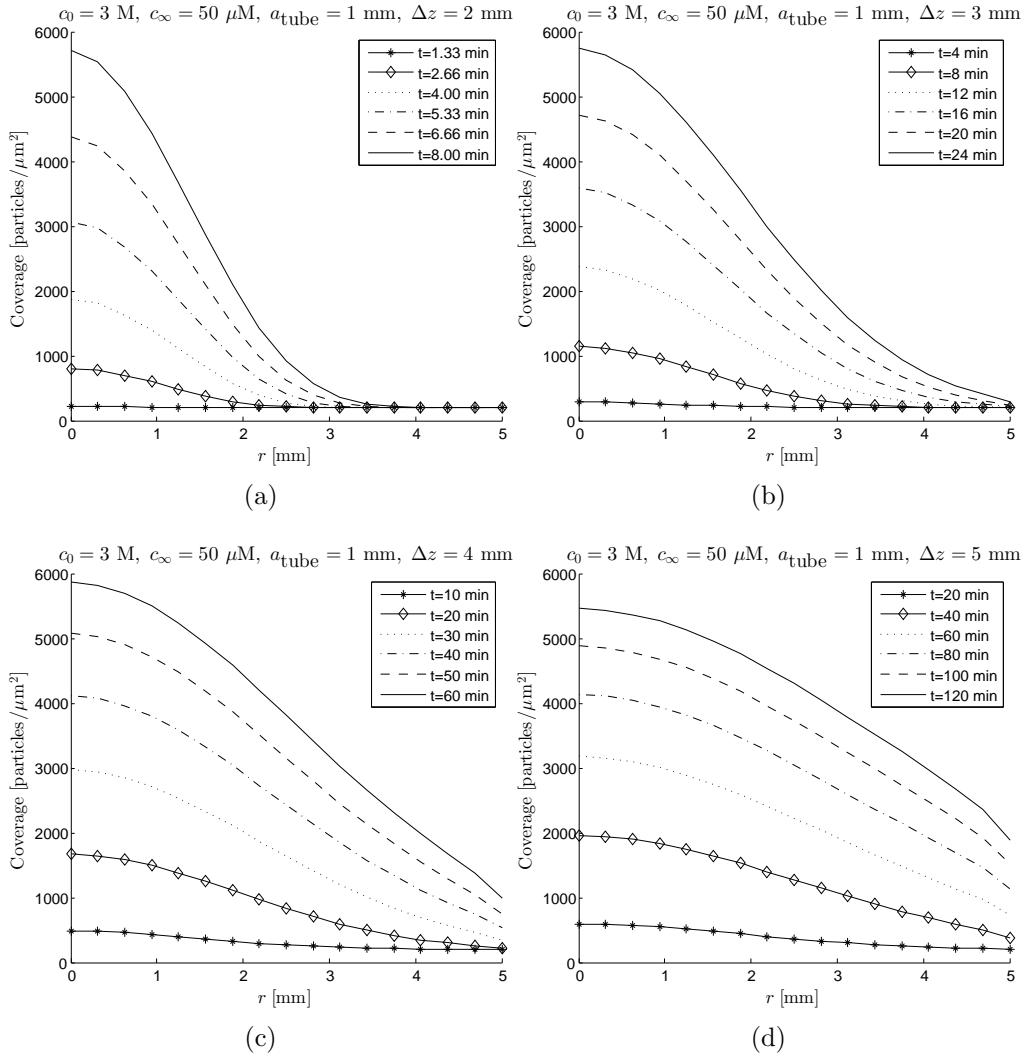 c₀ = 3 M, c∞ = 50 μM, a_tube = 1 mm, Δz = 2 mm
6000
5000
4000
3000
2000
1000
0
Coverage [particles/μm²]
t=1.33 min
t=2.66 min
t=4.00 min
t=5.33 min
t=6.66 min
t=8.00 min
0 1 2 3 4 5
r [mm]
(a)
c₀ = 3 M, c∞ = 50 μM, a_tube = 1 mm, Δz = 3 mm
6000
5000
4000
3000
2000
1000
0
Coverage [particles/μm²]
t=4 min
t=8 min
t=12 min
t=16 min
t=20 min
t=24 min
0 1 2 3 4 5
r [mm]
(b)
c₀ = 3 M, c∞ = 50 μM, a_tube = 1 mm, Δz = 4 mm
6000
5000
4000
3000
2000
1000
0
Coverage [particles/μm²]
t=10 min
t=20 min
t=30 min
t=40 min
t=50 min
t=60 min
0 1 2 3 4 5
r [mm]
(c)
c₀ = 3 M, c∞ = 50 μM, a_tube = 1 mm, Δz = 5 mm
6000
5000
4000
3000
2000
1000
0
Coverage [particles/μm²]
t=20 min
t=40 min
t=60 min
t=80 min
t=100 min
t=120 min
0 1 2 3 4 5
r [mm]
(d)